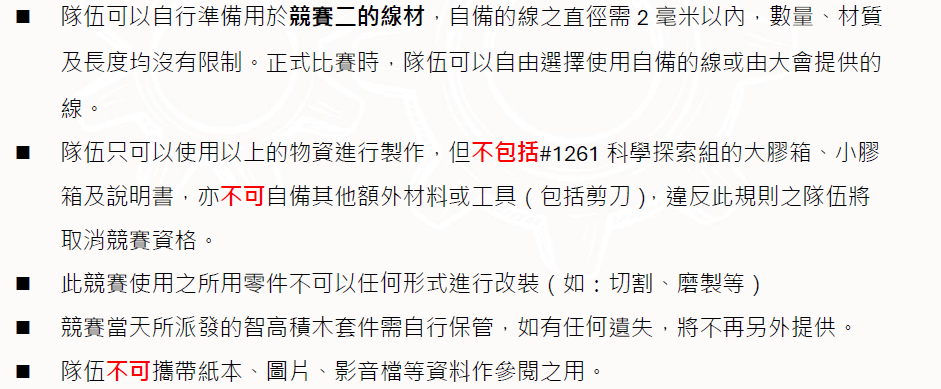 ■ 隊伍可以自行準備用於競賽二的線材，自備的線之直徑需 2 毫米以內，數量、材質
及長度均沒有限制。正式比賽時，隊伍可以自由選擇使用自備的線或由大會提供的
線。
■ 隊伍只可以使用以上的物資進行製作，但不包括#1261 科學探索組的大膠箱、小膠
箱及說明書，亦不可自備其他額外材料或工具（包括剪刀），違反此規則之隊伍將
取消競賽資格。
■ 此競賽使用之所用零件不可以任何形式進行改裝（如：切割、磨製等）
■ 競賽當天所派發的智高積木套件需自行保管，如有任何遺失，將不再另外提供。
■ 隊伍不可攜帶紙本、圖片、影音檔等資料作參閱之用。